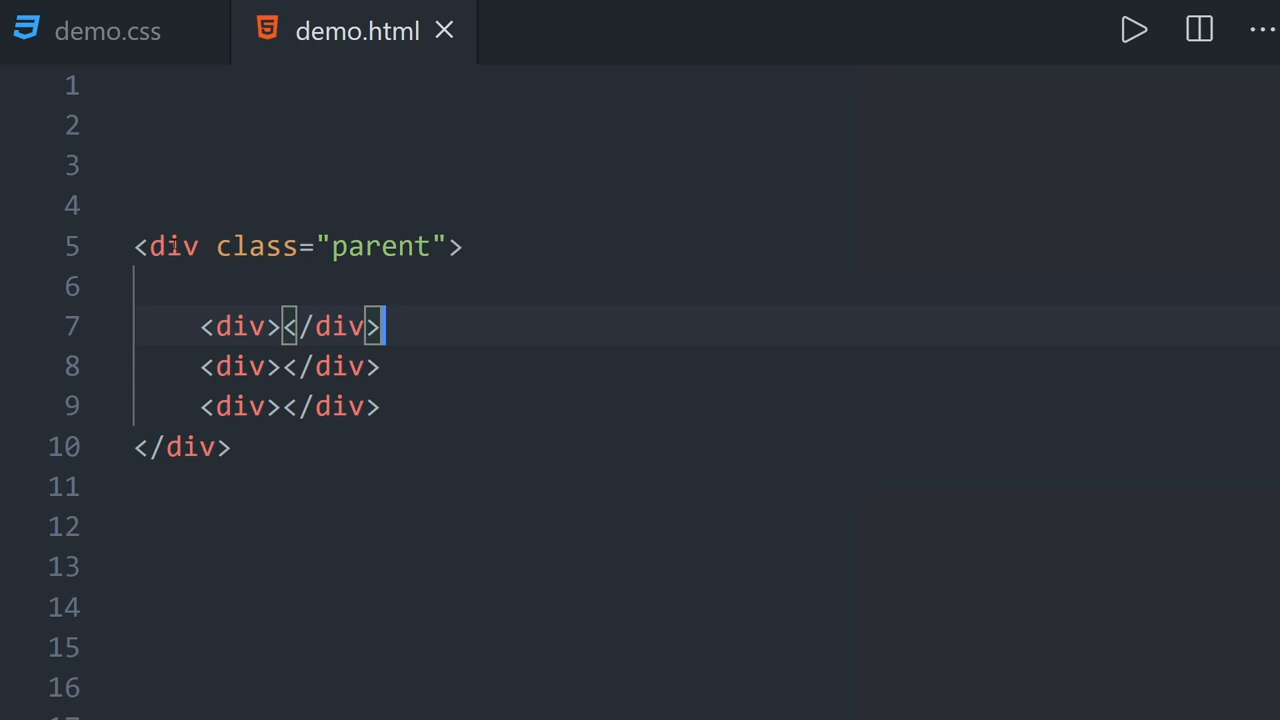 demo.css
demo.html
1
2
3
4
5 <div class="parent">
6
7 <div></div>
8 <div></div>
9 <div></div>
10 </div>
11
12
13
14
15
16